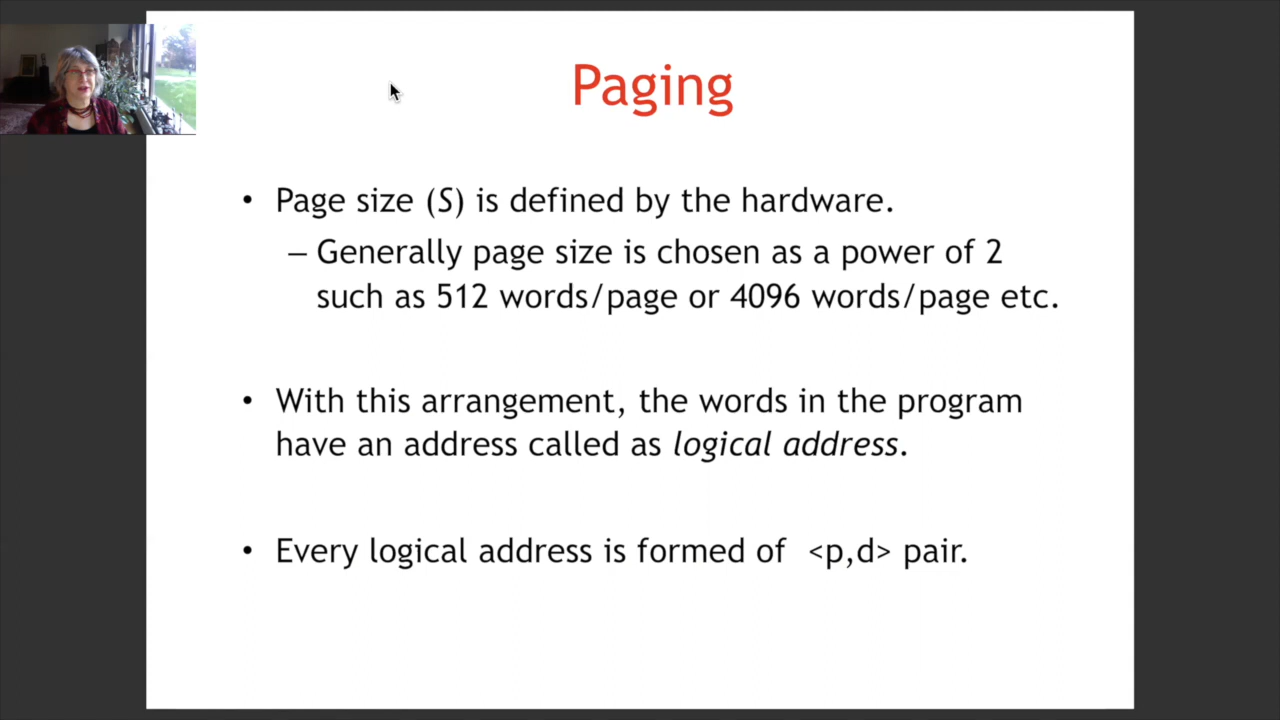 Paging
• Page size (S) is defined by the hardware.
– Generally page size is chosen as a power of 2
such as 512 words/page or 4096 words/page etc.
• With this arrangement, the words in the program
have an address called as logical address.
• Every logical address is formed of <p,d> pair.